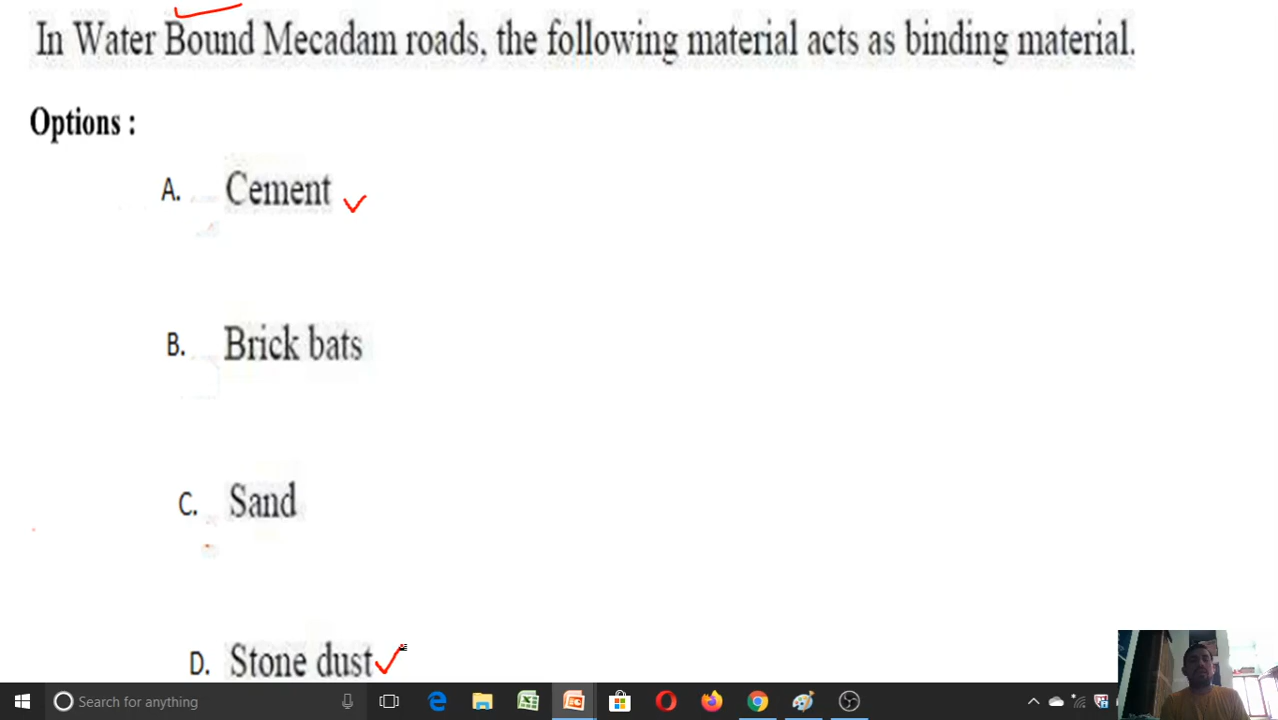 In Water Bound Mecadam roads, the following material acts as binding material.
Options :
A. Cement
B. Brick bats
C. Sand
D. Stone dust
Search for anything